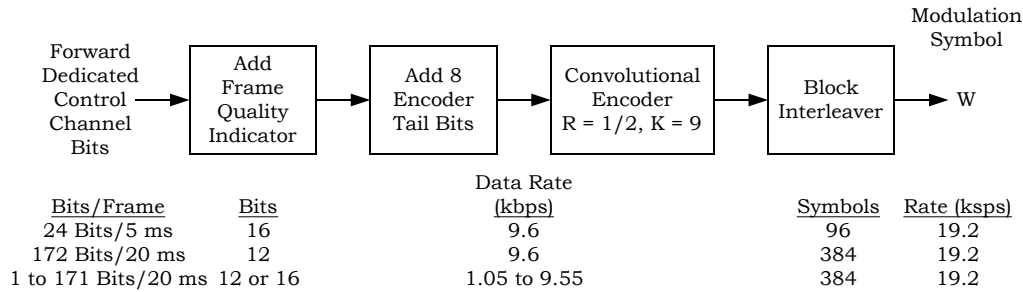 Forward
Dedicated
Control
Channel
Bits
Add
Frame
Quality
Indicator
Add 8
Encoder
Tail Bits
Convolutional
Encoder
R = 1/2, K = 9
Block
Interleaver
Modulation
Symbol
W
Data Rate
Bits/Frame Bits (kbps) Symbols Rate (ksps)
24 Bits/5 ms 16 9.6 96 19.2
172 Bits/20 ms 12 9.6 384 19.2
1 to 171 Bits/20 ms 12 or 16 1.05 to 9.55 384 19.2